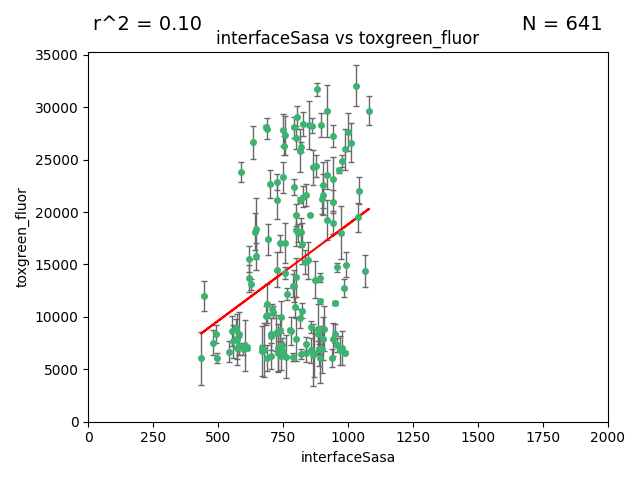 r^2 = 0.10
N = 641
interfaceSasa vs toxgreen_fluor
35000
30000
25000
20000
15000
10000
5000
0
toxgreen_fluor
0 250 500 750 1000 1250 1500 1750 2000
interfaceSasa